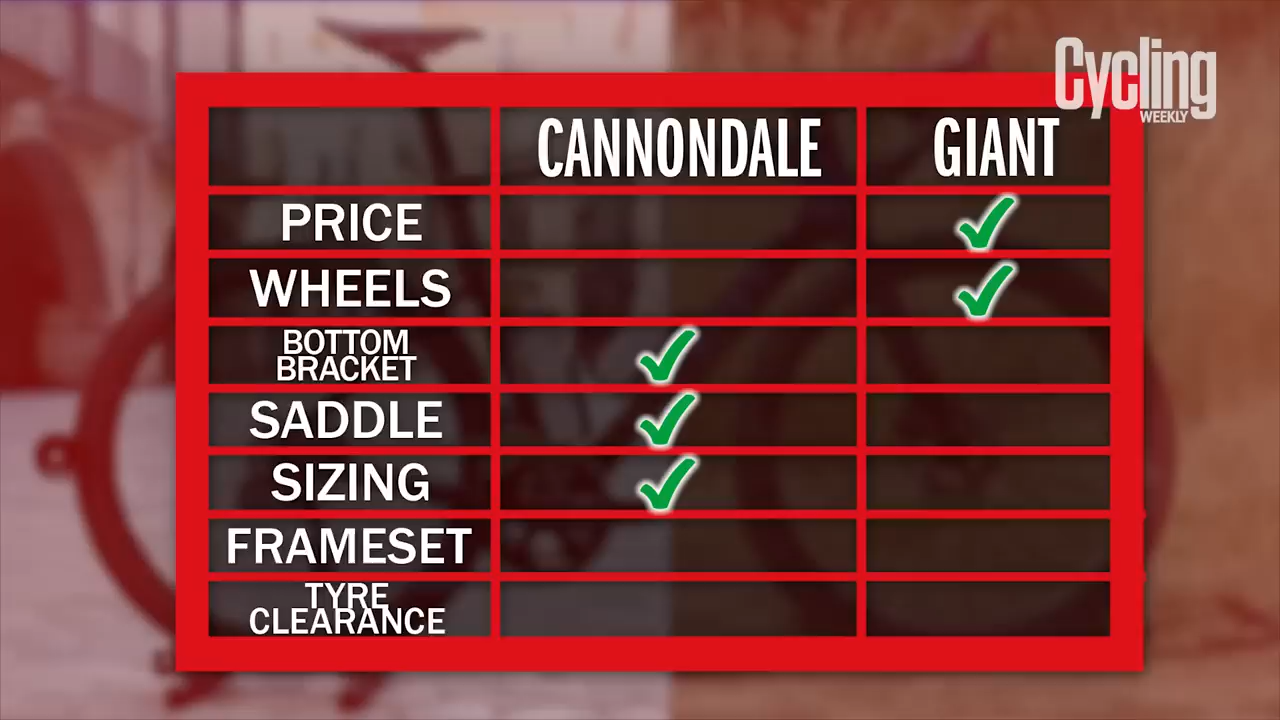 Cycling
WEEKLY
CANNONDALE GIANT
PRICE
WHEELS
BOTTOM
BRACKET
SADDLE
SIZING
FRAMESET
TYRE
CLEARANCE